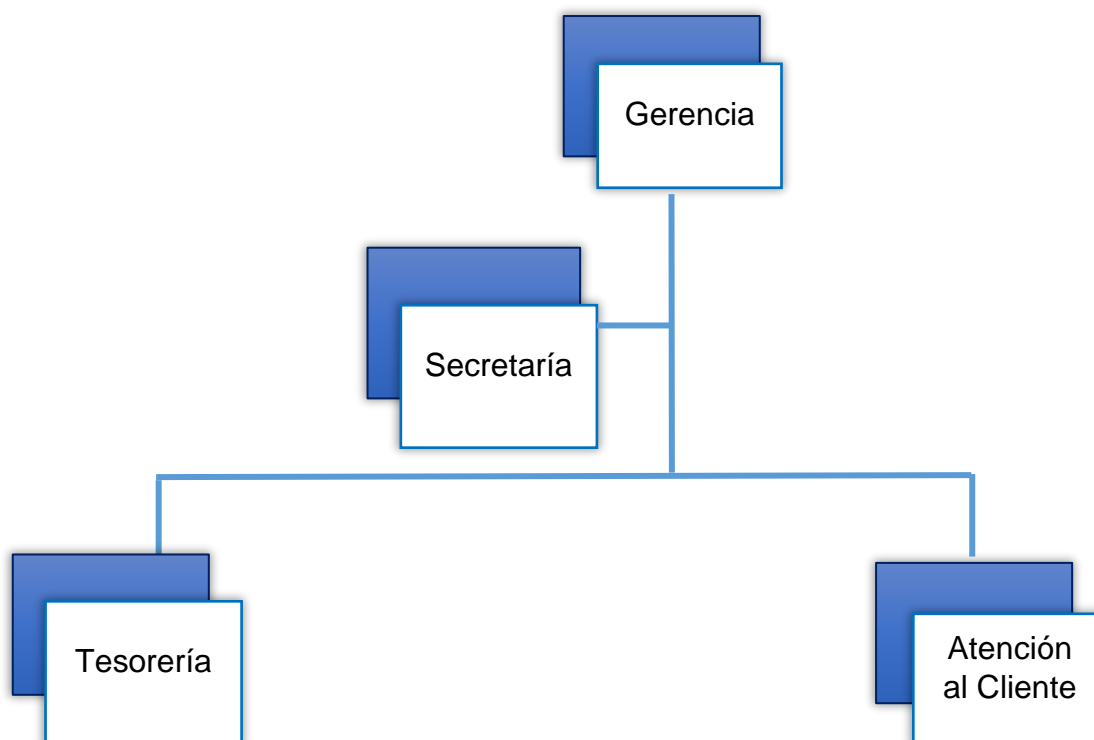 Gerencia
Secretaría
Tesorería
Atención
al Cliente